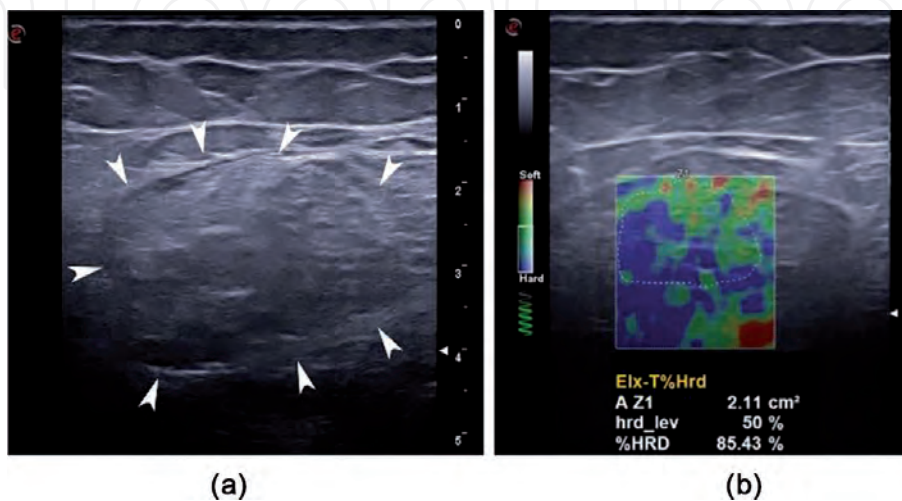 0
1
2
3
4
5
(a)
Z1
Soft
Hard
Elx-T%Hrd
A Z1 2.11 cm²
hrd_lev 50 %
%HRD 85.43 %
(b)